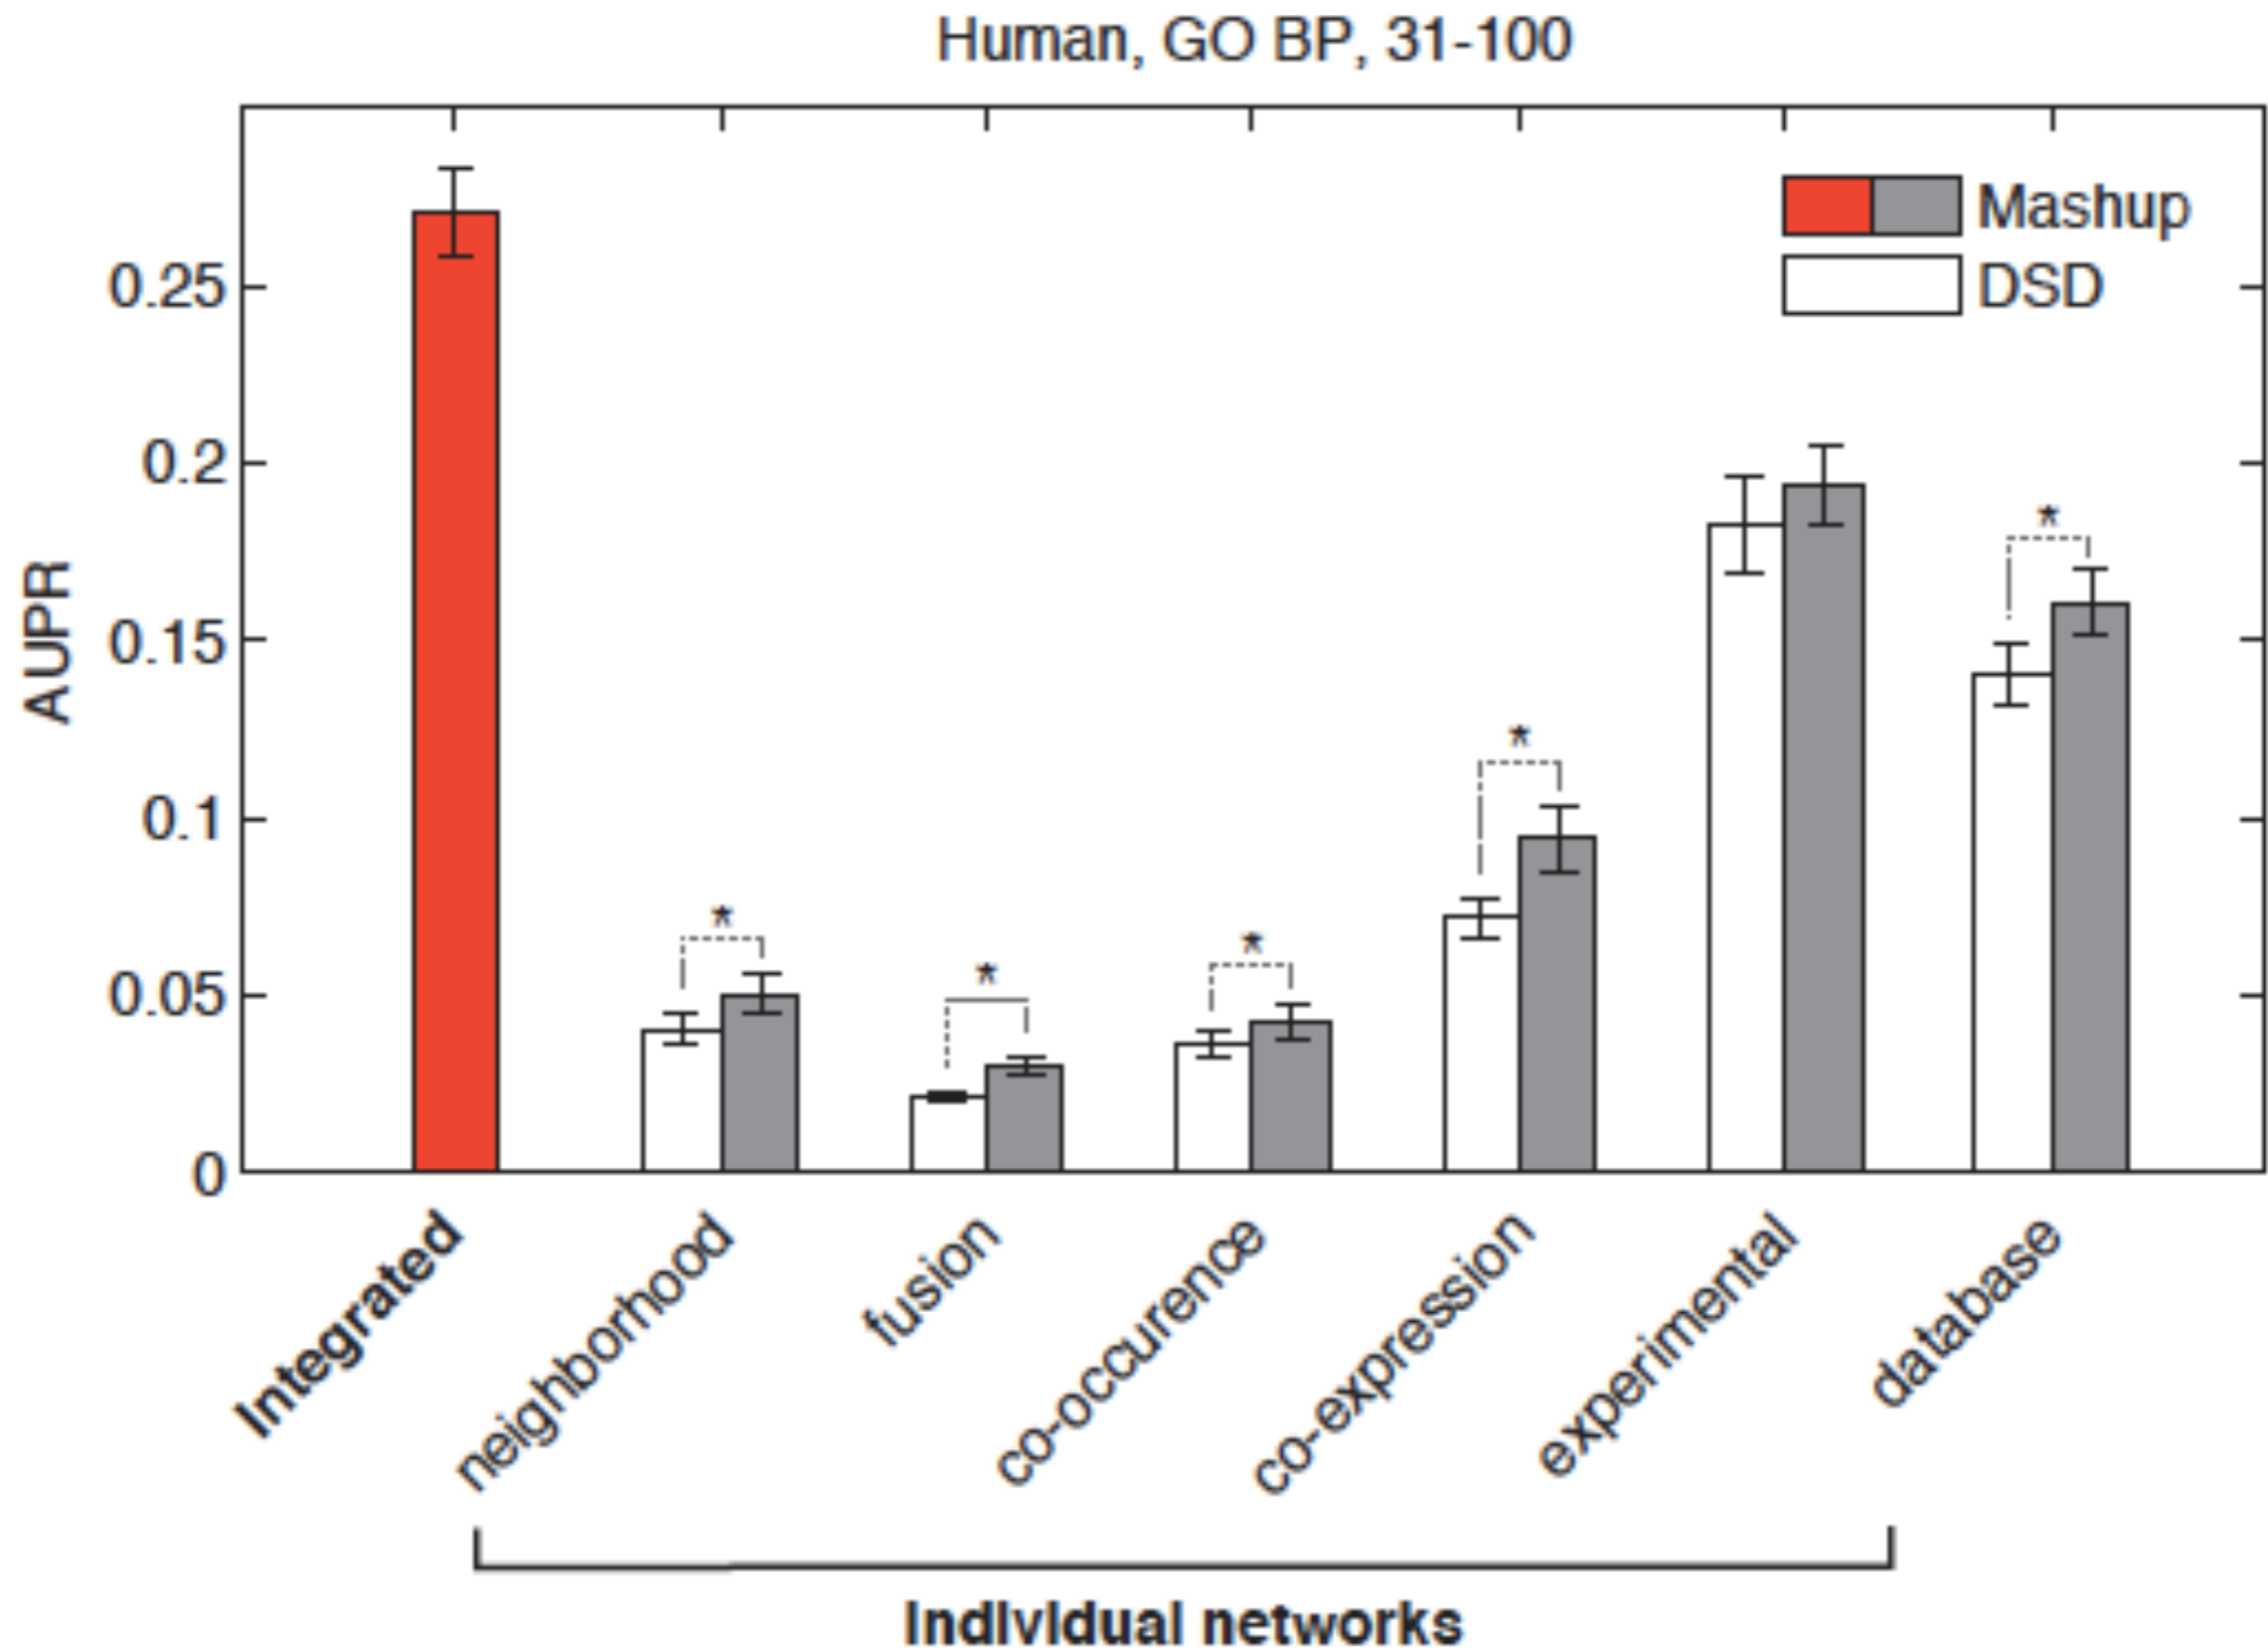 Human, GO BP, 31-100
Mashup
DSD
AUPR
0.25
0.2
0.15
0.1
0.05
0
*
*
*
*
*
Integrated
neighborhood
fusion
co-occurence
co-expression
experimental
database
Individual networks